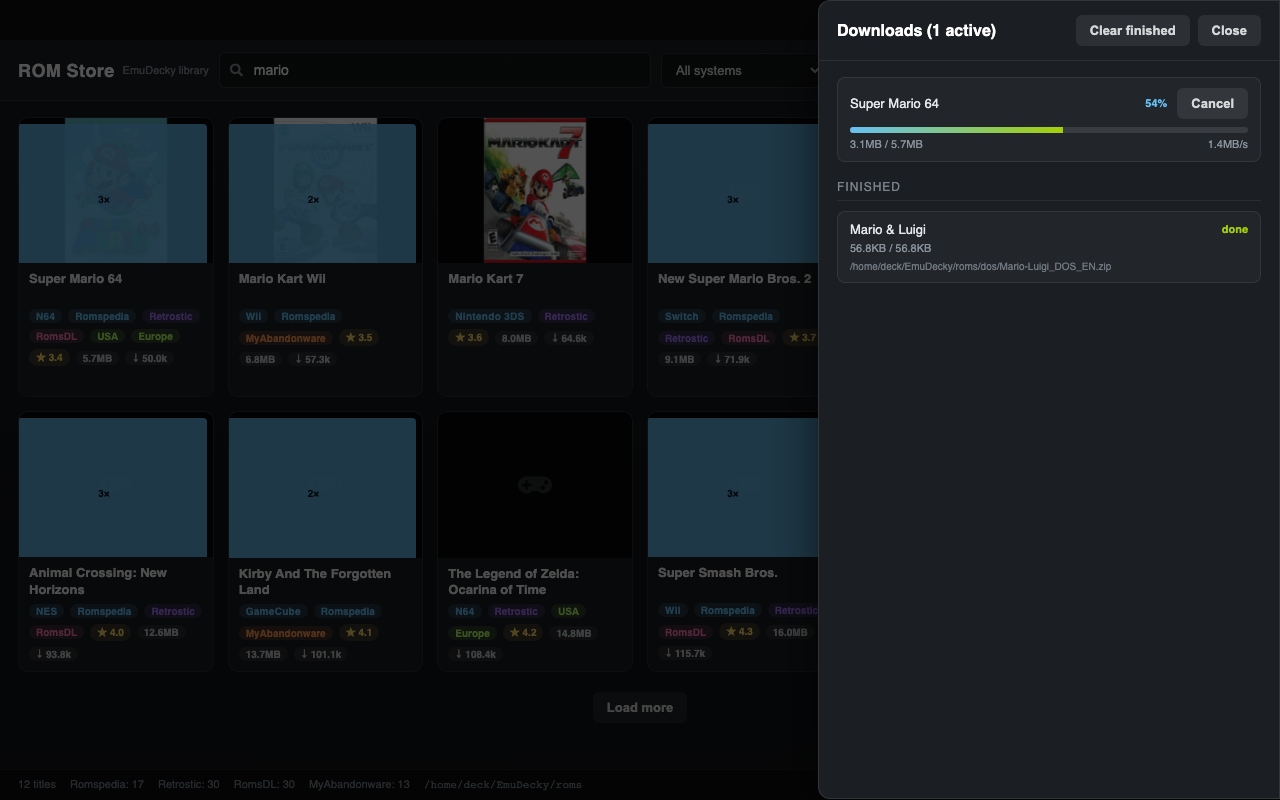 Downloads (1 active)
Clear finished
Close
ROM Store
EmuDecky library
mario
All systems
Super Mario 64
54%
Cancel
3.1MB / 5.7MB
1.4MB/s
FINISHED
Mario & Luigi
done
56.8KB / 56.8KB
/home/deck/EmuDecky/roms/dos/Mario-Luigi_DOS_EN.zip
3×
2×
MARIOKART 7
3×
Super Mario 64
N64
Romspedia
Retrostic
RomsDL
USA
Europe
★ 3.4
5.7MB
↓ 50.0k
Mario Kart Wii
Wii
Romspedia
MyAbandonware
★ 3.5
6.8MB
↓ 57.3k
Mario Kart 7
Nintendo 3DS
Retrostic
★ 3.6
8.0MB
↓ 64.6k
New Super Mario Bros. 2
Switch
Romspedia
Retrostic
RomsDL
★ 3.7
9.1MB
↓ 71.9k
3×
2×
3×
Animal Crossing: New
Horizons
NES
Romspedia
Retrostic
RomsDL
★ 4.0
12.6MB
↓ 93.8k
Kirby And The Forgotten
Land
GameCube
Romspedia
MyAbandonware
★ 4.1
13.7MB
↓ 101.1k
The Legend of Zelda:
Ocarina of Time
N64
Retrostic
USA
Europe
★ 4.2
14.8MB
↓ 108.4k
Super Smash Bros.
Wii
Romspedia
Retrostic
RomsDL
★ 4.3
16.0MB
↓ 115.7k
Load more
12 titles
Romspedia: 17
Retrostic: 30
RomsDL: 30
MyAbandonware: 13
/home/deck/EmuDecky/roms